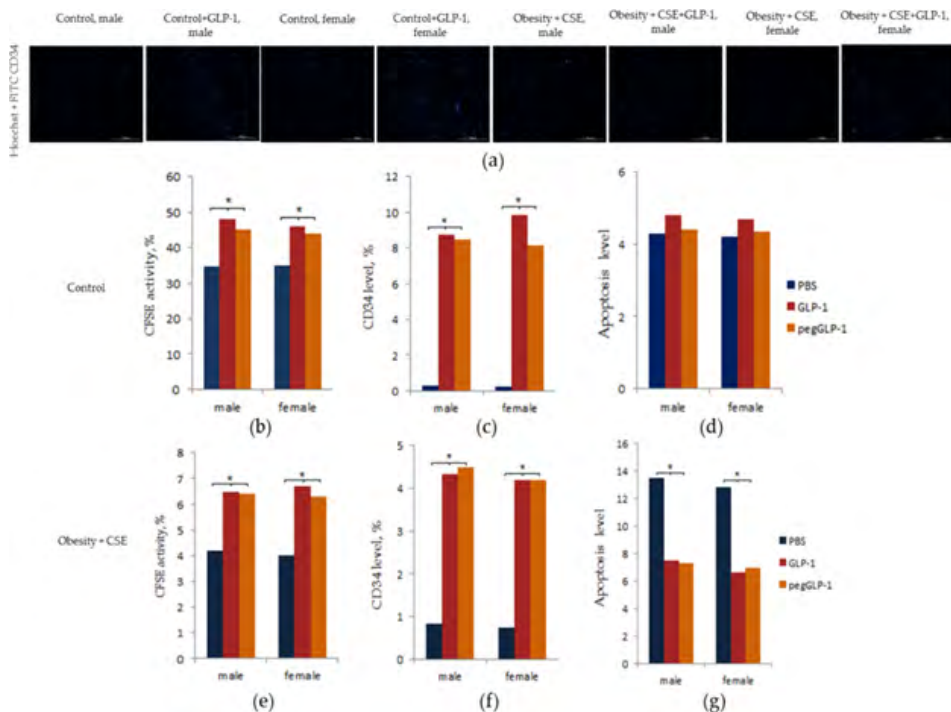 Control, male
Control+GLP-1, male
Control, female
Control+GLP-1, female
Obesity + CSE, male
Obesity + CSE+GLP-1, male
Obesity + CSE, female
Obesity + CSE+GLP-1, female
Hoechst + FITC CD34
(a)
Control
CFSE activity, %
60
50
40
30
20
10
0
*
*
male
female
(b)
CD34 level, %
12
10
8
6
4
2
0
*
*
male
female
(c)
Apoptosis level
6
4
2
0
male
female
(d)
PBS
GLP-1
pegGLP-1
Obesity + CSE
CFSE activity, %
8
7
6
5
4
3
2
1
0
*
*
male
female
(e)
CD34 level, %
5
4
3
2
1
0
*
*
male
female
(f)
Apoptosis level
16
14
12
10
8
6
4
2
0
*
*
male
female
(g)
PBS
GLP-1
pegGLP-1